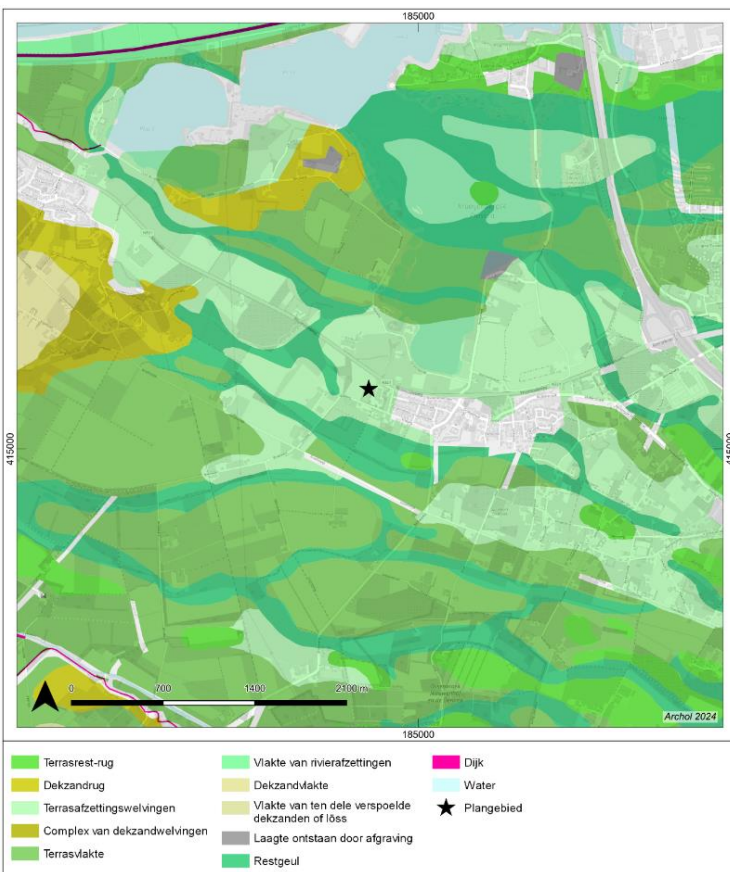 185000
415000
415000
0 700 1400 2100 m
Archol 2024
185000
Terrasrest-rug
Dekzandrug
Terrasafzettingswelvingen
Complex van dekzandwelvingen
Terrasvlakte
Vlakte van rivierafzettingen
Dekzandvlakte
Vlakte van ten dele verspoelde
dekzanden of löss
Laagte ontstaan door afgraving
Restgeul
Dijk
Water
Plangebied